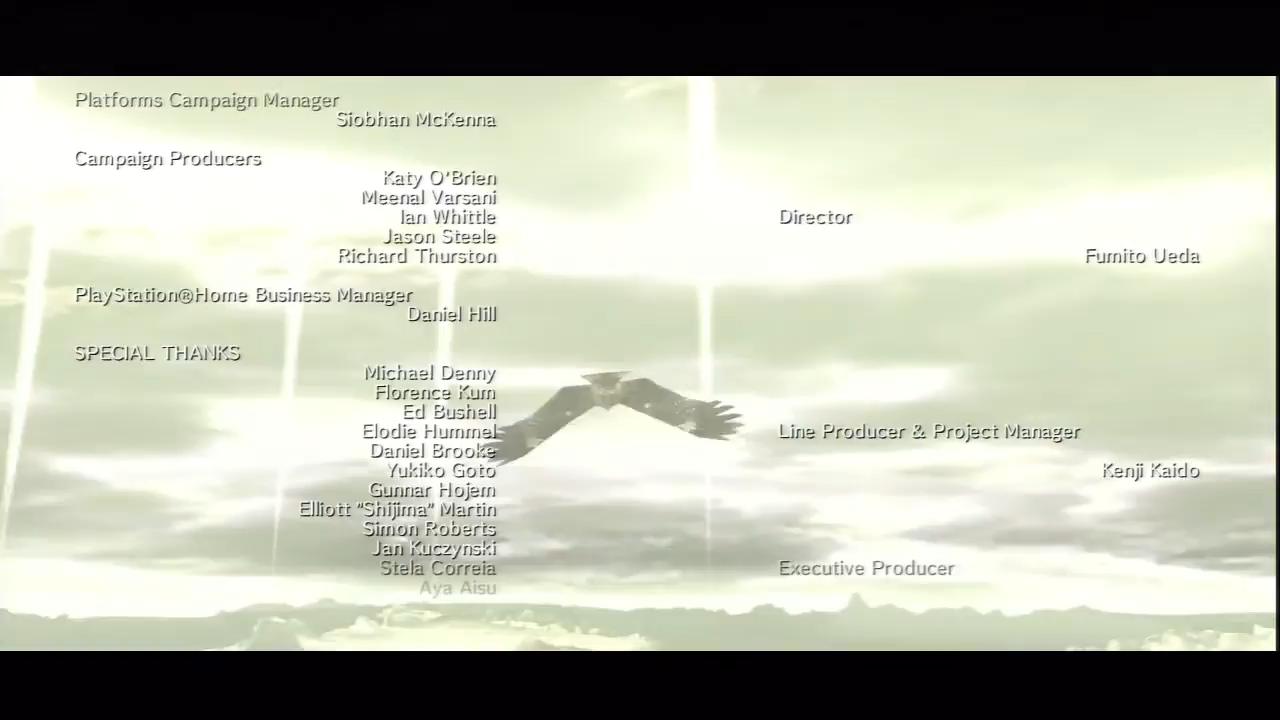 Platforms Campaign Manager
Siobhan McKenna
Campaign Producers
Katy O'Brien
Meenal Varsani
Ian Whittle
Jason Steele
Richard Thurston
PlayStation®Home Business Manager
Daniel Hill
SPECIAL THANKS
Michael Denny
Florence Kum
Ed Bushell
Elodie Hummel
Daniel Brooke
Yukiko Goto
Gunnar Hojem
Elliott "Shijima" Martin
Simon Roberts
Jan Kuczynski
Stela Correia
Aya Aisu
Director
Fumito Ueda
Line Producer & Project Manager
Kenji Kaido
Executive Producer